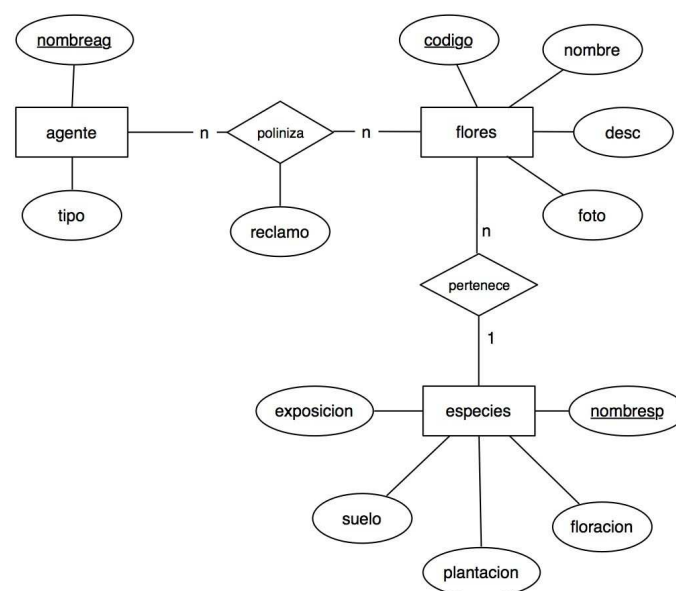 nombreag
codigo
nombre
agente
n
poliniza
n
flores
desc
tipo
reclamo
foto
n
pertenece
1
exposicion
especies
nombresp
suelo
floracion
plantacion